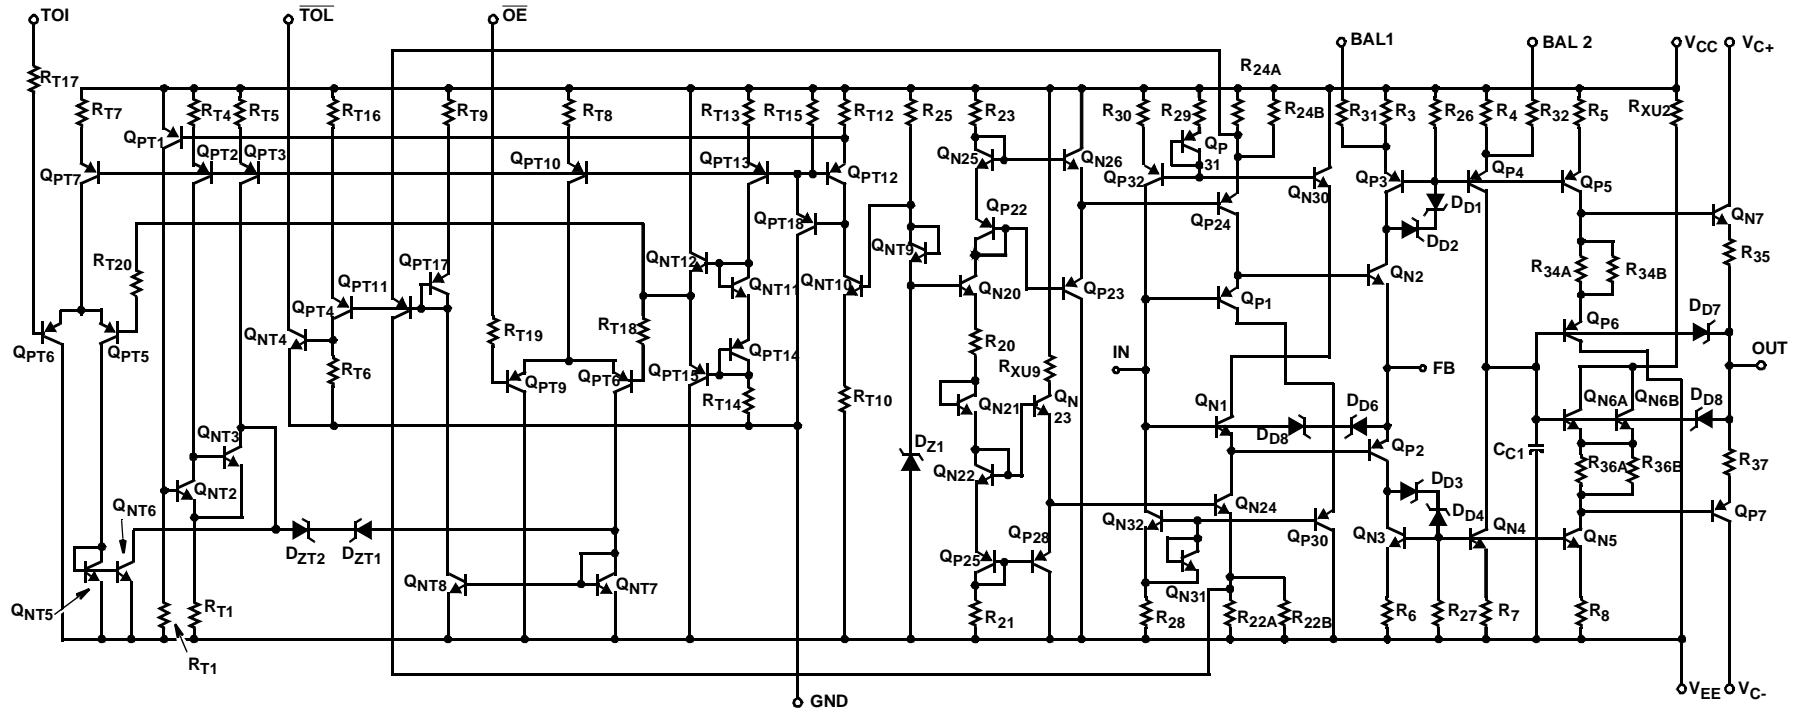 TOI
TOL
OE
BAL1
BAL 2
VCC
VC+
RT17
RT7
RT4
RT5
RT16
RT9
RT8
RT13
RT15
RT12
R25
R23
R30
R29
R24A
R24B
R31
R3
R26
R4
R32
R5
RXU2
QPT1
QPT7
QPT2
QPT3
QPT10
QPT13
QPT12
QN25
QN26
QP32
QP
31
QN30
QP3
QP4
QP5
QPT18
QP22
QP24
DD1
DD2
QN7
RT20
QPT11
QPT17
QNT12
QNT11
QNT10
QNT9
QN20
QP23
QP1
QN2
R34A
R34B
R35
QPT4
QNT4
QPT6
QPT5
RT19
RT18
QPT14
QPT15
RT6
QPT9
QPT6
RT14
RT10
R20
RXU9
IN
FB
QP6
DD7
OUT
QN21
QN
23
QN1
DD8
DD6
QP2
QN6A
QN6B
DD8
QNT3
QNT2
DZ1
QN22
CC1
R36A
R36B
R37
QNT6
DZT2
DZT1
QN24
DD3
DD4
QP7
QNT5
QNT8
QNT7
QP25
QP28
QN32
QN31
QP30
QN3
QN4
QN5
RT1
RT1
R21
R28
R22A
R22B
R6
R27
R7
R8
GND
VEE
VC-